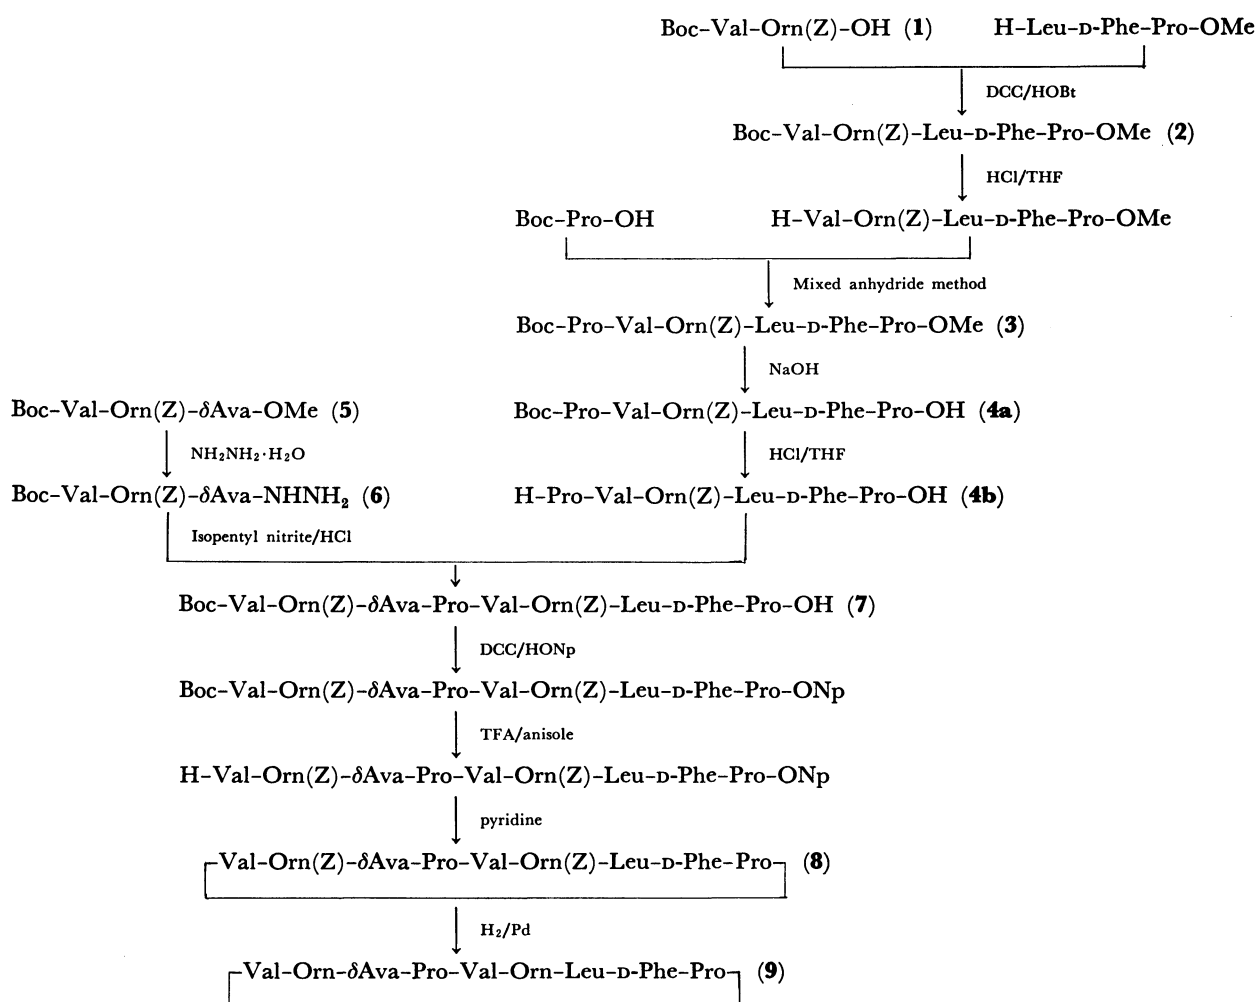 Boc–Val–Orn(Z)–OH (1) H–Leu–D–Phe–Pro–OMe
DCC/HOBt
Boc–Val–Orn(Z)–Leu–D–Phe–Pro–OMe (2)
HCl/THF
Boc–Pro–OH H–Val–Orn(Z)–Leu–D–Phe–Pro–OMe
Mixed anhydride method
Boc–Pro–Val–Orn(Z)–Leu–D–Phe–Pro–OMe (3)
NaOH
Boc–Val–Orn(Z)–δAva–OMe (5) Boc–Pro–Val–Orn(Z)–Leu–D–Phe–Pro–OH (4a)
NH₂NH₂·H₂O HCl/THF
Boc–Val–Orn(Z)–δAva–NHNH₂ (6) H–Pro–Val–Orn(Z)–Leu–D–Phe–Pro–OH (4b)
Isopentyl nitrite/HCl
Boc–Val–Orn(Z)–δAva–Pro–Val–Orn(Z)–Leu–D–Phe–Pro–OH (7)
DCC/HONp
Boc–Val–Orn(Z)–δAva–Pro–Val–Orn(Z)–Leu–D–Phe–Pro–ONp
TFA/anisole
H–Val–Orn(Z)–δAva–Pro–Val–Orn(Z)–Leu–D–Phe–Pro–ONp
pyridine
Val–Orn(Z)–δAva–Pro–Val–Orn(Z)–Leu–D–Phe–Pro (8)
H₂/Pd
Val–Orn–δAva–Pro–Val–Orn–Leu–D–Phe–Pro (9)